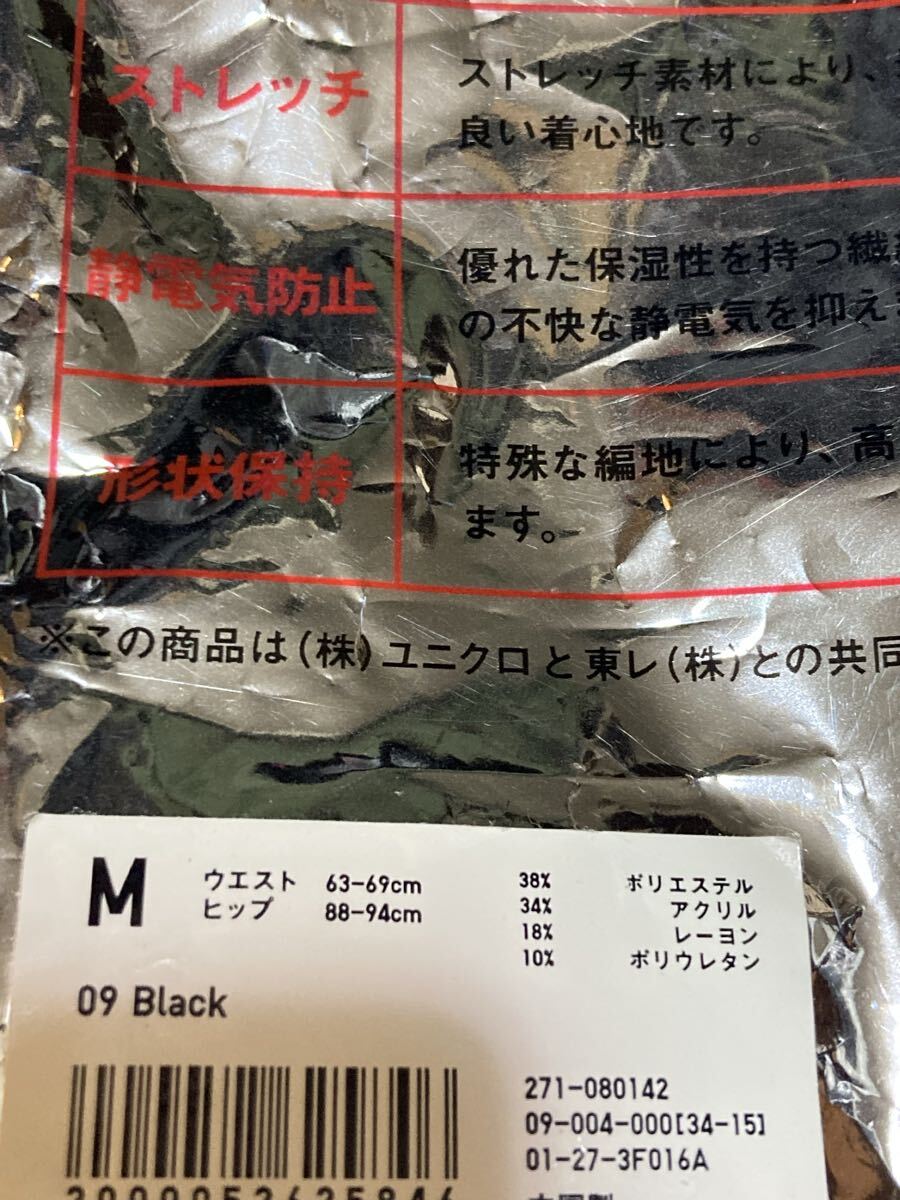 ストレッチ
ストレッチ素材により、
良い着心地です。
静電気防止
優れた保湿性を持つ繊
の不快な静電気を抑え
形状保持
特殊な編地により、高
ます。
※この商品は(株)ユニクロと東レ(株)との共同
M
ウエスト 63-69cm
ヒップ 88-94cm
38% ポリエステル
34% アクリル
18% レーヨン
10% ポリウレタン
09 Black
271-080142
09-004-000[34-15]
01-27-3F016A